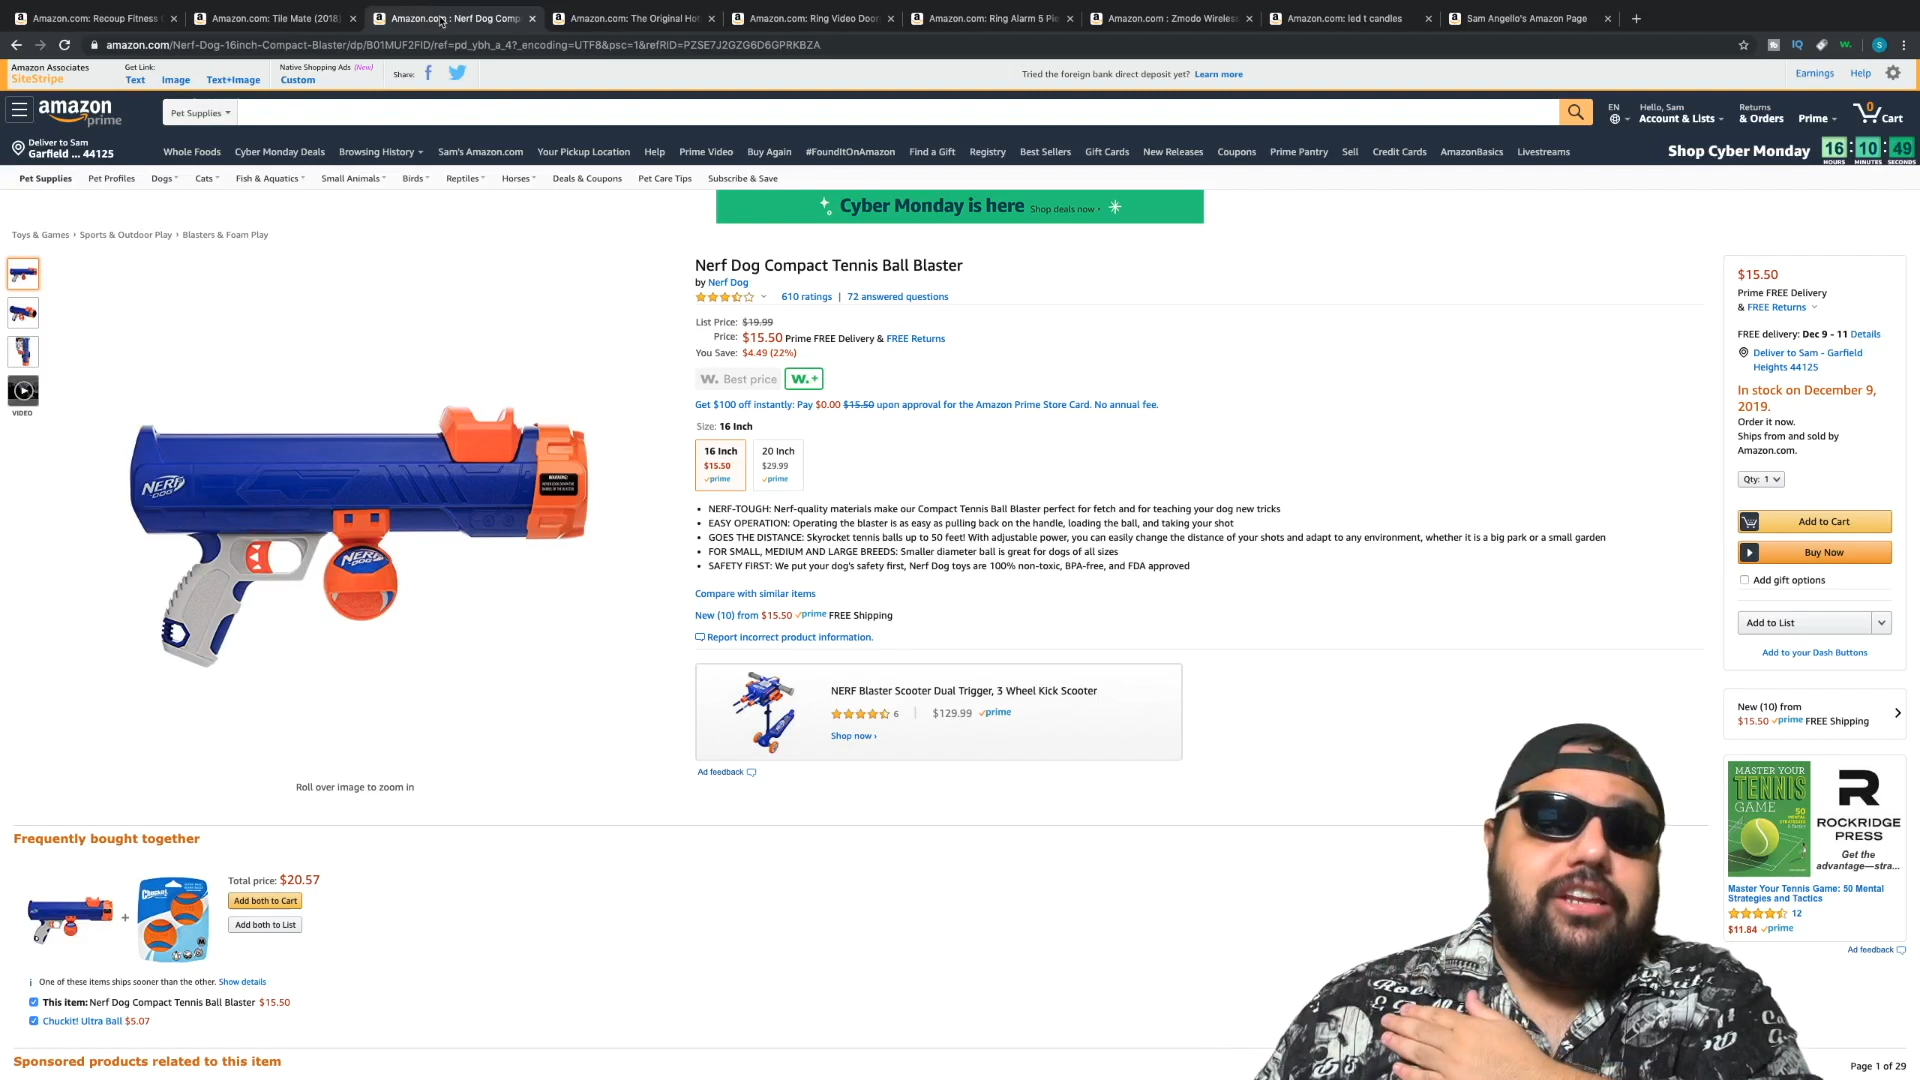 Amazon.com: Recoup Fitness C
Amazon.com: Tile Mate (2018)
Amazon.com : Nerf Dog Comp
Amazon.com: The Original Hot
Amazon.com: Ring Video Door
Amazon.com: Ring Alarm 5 Pie
Amazon.com : Zmodo Wireless
Amazon.com: led t candles
Sam Angello's Amazon Page
amazon.com/Nerf-Dog-16inch-Compact-Blaster/dp/B01MUF2FID/ref=pd_ybh_a_4?_encoding=UTF8&psc=1&refRID=PZSE7J2GZG6D6GPRKBZA
Amazon Associates
SiteStripe
Get Link:
Text Image Text+Image
Native Shopping Ads (New)
Custom
Share:
Tried the foreign bank direct deposit yet? Learn more
Earnings Help
amazon
prime
Pet Supplies
EN
Hello, Sam
Account & Lists
Returns
& Orders
Prime
0
Cart
Deliver to Sam
Garfield ... 44125
Whole Foods Cyber Monday Deals Browsing History Sam's Amazon.com Your Pickup Location Help Prime Video Buy Again #FoundItOnAmazon Find a Gift Registry Best Sellers Gift Cards New Releases Coupons Prime Pantry Sell Credit Cards AmazonBasics Livestreams
Shop Cyber Monday 16 : 10 : 49
HOURS MINUTES SECONDS
Pet Supplies Pet Profiles Dogs Cats Fish & Aquatics Small Animals Birds Reptiles Horses Deals & Coupons Pet Care Tips Subscribe & Save
Cyber Monday is here Shop deals now ›
Toys & Games › Sports & Outdoor Play › Blasters & Foam Play
VIDEO
NERF DOG
NERF DOG
Roll over image to zoom in
Nerf Dog Compact Tennis Ball Blaster
by Nerf Dog
610 ratings | 72 answered questions
List Price: $19.99
Price: $15.50 Prime FREE Delivery & FREE Returns
You Save: $4.49 (22%)
W. Best price W.+
Get $100 off instantly: Pay $0.00 $15.50 upon approval for the Amazon Prime Store Card. No annual fee.
Size: 16 Inch
16 Inch
$15.50
prime
20 Inch
$29.99
prime
• NERF-TOUGH: Nerf-quality materials make our Compact Tennis Ball Blaster perfect for fetch and for teaching your dog new tricks
• EASY OPERATION: Operating the blaster is as easy as pulling back on the handle, loading the ball, and taking your shot
• GOES THE DISTANCE: Skyrocket tennis balls up to 50 feet! With adjustable power, you can easily change the distance of your shots and adapt to any environment, whether it is a big park or a small garden
• FOR SMALL, MEDIUM AND LARGE BREEDS: Smaller diameter ball is great for dogs of all sizes
• SAFETY FIRST: We put your dog's safety first, Nerf Dog toys are 100% non-toxic, BPA-free, and FDA approved
Compare with similar items
New (10) from $15.50 prime FREE Shipping
Report incorrect product information.
NERF Blaster Scooter Dual Trigger, 3 Wheel Kick Scooter
6 | $129.99 prime
Shop now ›
Ad feedback
$15.50
Prime FREE Delivery
& FREE Returns
FREE delivery: Dec 9 - 11 Details
Deliver to Sam - Garfield
Heights 44125
In stock on December 9,
2019.
Order it now.
Ships from and sold by
Amazon.com.
Qty: 1
Add to Cart
Buy Now
Add gift options
Add to List
Add to your Dash Buttons
New (10) from
$15.50 prime FREE Shipping
MASTER YOUR
TENNIS
GAME
50
ROCKRIDGE
PRESS
Get the
advantage—stra...
Master Your Tennis Game: 50 Mental
Strategies and Tactics
12
$11.84 prime
Ad feedback
Frequently bought together
CHUCKIT!
Total price: $20.57
Add both to Cart
Add both to List
i One of these items ships sooner than the other. Show details
This item: Nerf Dog Compact Tennis Ball Blaster $15.50
Chuckit! Ultra Ball $5.07
Sponsored products related to this item
Page 1 of 29